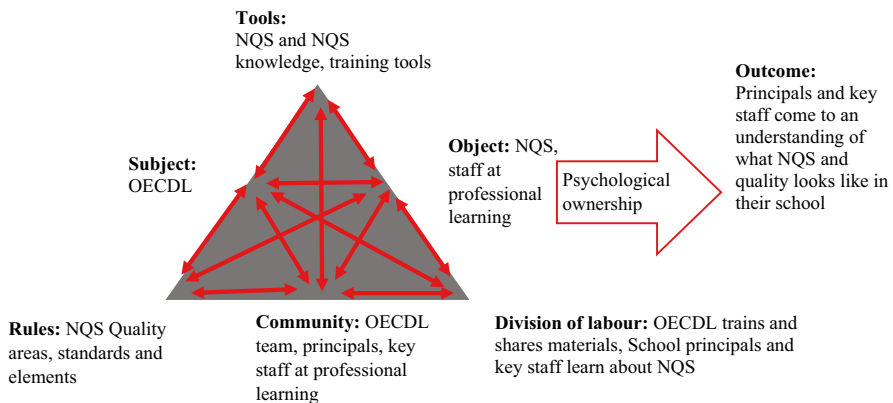 Tools:
NQS and NQS
knowledge, training tools
Outcome:
Principals and key
staff come to an
understanding of
what NQS and
quality looks like in
their school
Subject:
OECDL
Object: NQS,
staff at
professional
learning
Psychological
ownership
Rules: NQS Quality
areas, standards and
elements
Community: OECDL
team, principals, key
staff at professional
learning
Division of labour: OECDL trains and
shares materials, School principals and
key staff learn about NQS